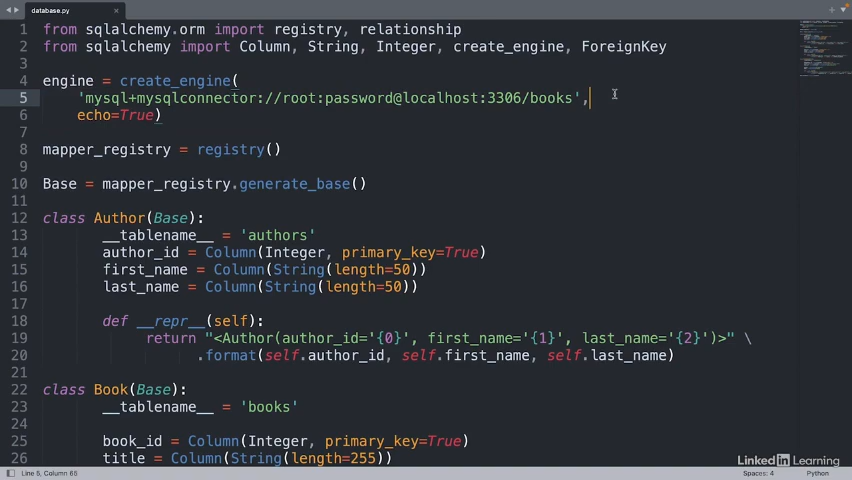 database.py
1 from sqlalchemy.orm import registry, relationship
2 from sqlalchemy import Column, String, Integer, create_engine, ForeignKey
3
4 engine = create_engine(
5 'mysql+mysqlconnector://root:password@localhost:3306/books',
6 echo=True)
7
8 mapper_registry = registry()
9
10 Base = mapper_registry.generate_base()
11
12 class Author(Base):
13 __tablename__ = 'authors'
14 author_id = Column(Integer, primary_key=True)
15 first_name = Column(String(length=50))
16 last_name = Column(String(length=50))
17
18 def __repr__(self):
19 return "<Author(author_id='{0}', first_name='{1}', last_name='{2}')>" \
20 .format(self.author_id, self.first_name, self.last_name)
21
22 class Book(Base):
23 __tablename__ = 'books'
24
25 book_id = Column(Integer, primary_key=True)
26 title = Column(String(length=255))
LinkedIn Learning
Line 5, Column 65 Spaces: 4 Python